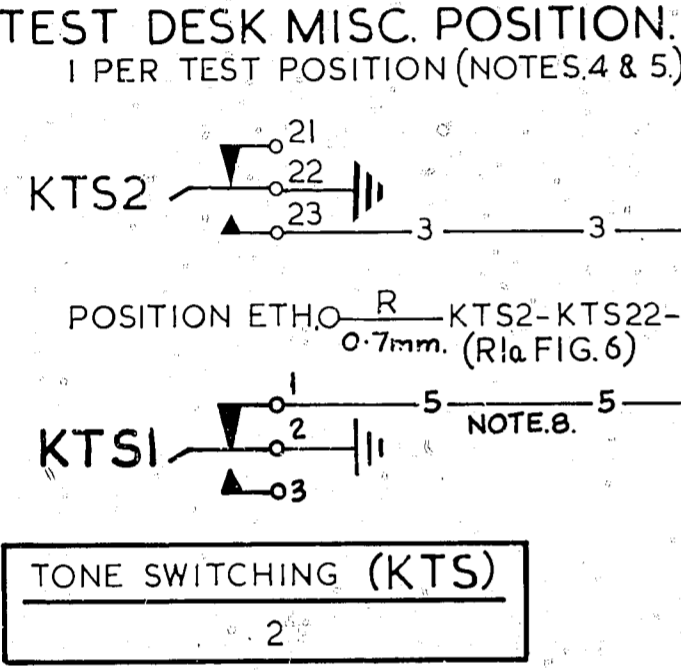 TEST DESK MISC. POSITION.
1 PER TEST POSITION (NOTES.4 & 5.)
21
KTS2
22
23
3
3
POSITION ETH.
R
KTS2-KTS22-
0.7mm. (R1a FIG. 6)
1
5
5
NOTE.8.
KTS1
2
3
TONE SWITCHING (KTS)
2